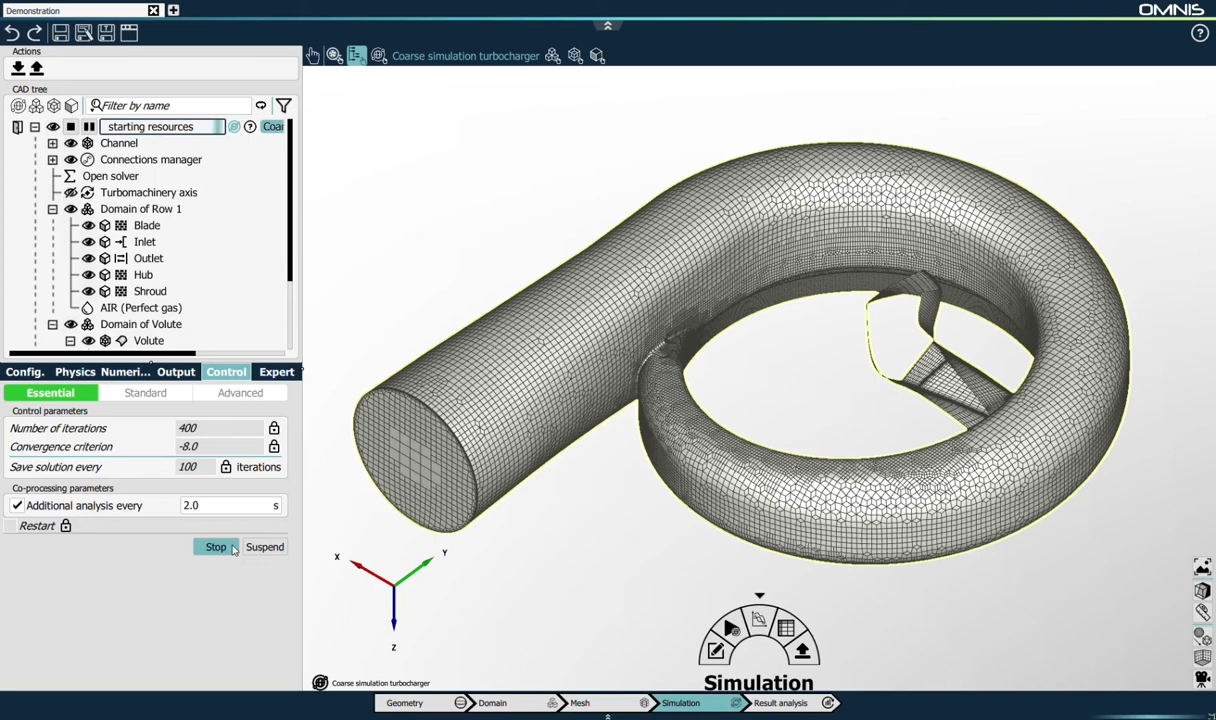 Demonstration
OMNIS
Actions
CAD tree
Filter by name
starting resources
Coar
Channel
Connections manager
Open solver
Turbomachinery axis
Domain of Row 1
Blade
Inlet
Outlet
Hub
Shroud
AIR (Perfect gas)
Domain of Volute
Volute
Config. Physics Numeri... Output Control Expert
Essential Standard Advanced
Control parameters
Number of iterations 400
Convergence criterion -8.0
Save solution every 100 iterations
Co-processing parameters
Additional analysis every 2.0 s
Restart
Stop Suspend
Coarse simulation turbocharger
X
Y
Z
Simulation
Coarse simulation turbocharger
Geometry Domain Mesh Simulation Result analysis